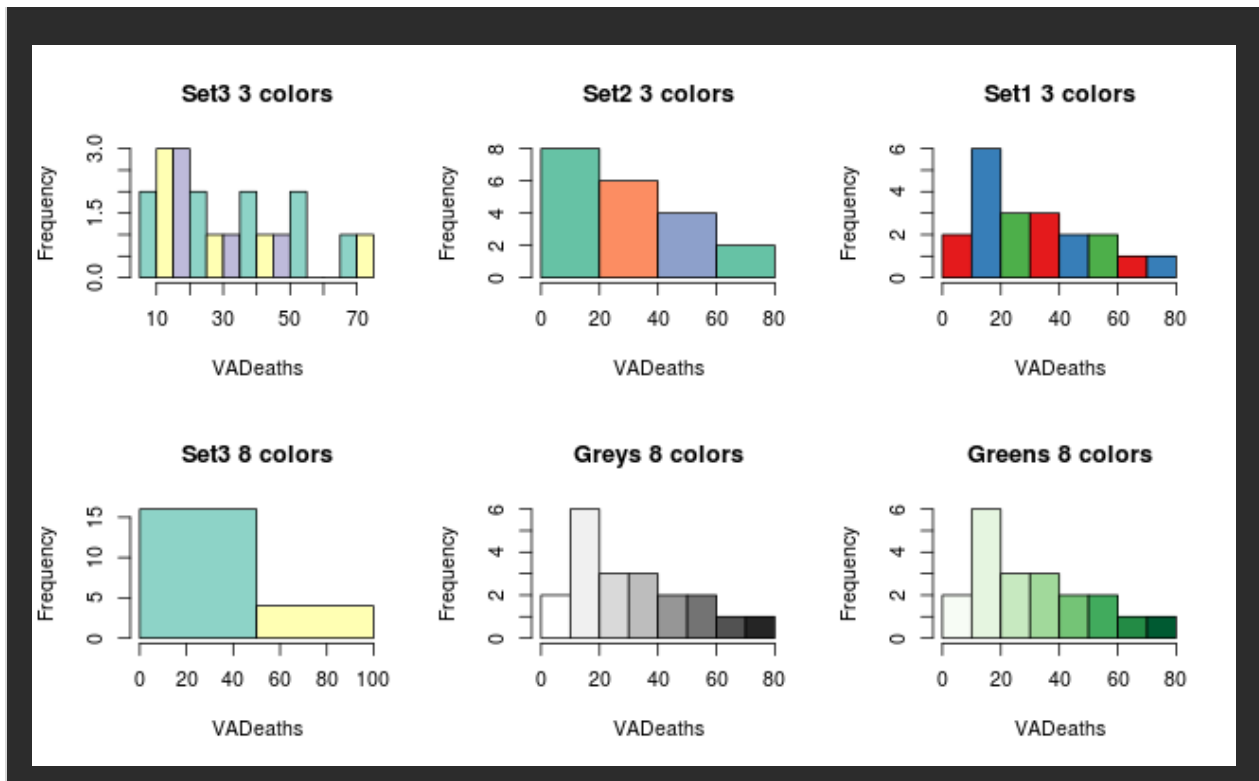 Set3 3 colors
Frequency
0.0 1.5 3.0
10 30 50 70
VADeaths
Set2 3 colors
Frequency
0 2 4 6 8
0 20 40 60 80
VADeaths
Set1 3 colors
Frequency
0 2 4 6
0 20 40 60 80
VADeaths
Set3 8 colors
Frequency
0 5 10 15
0 20 40 60 80 100
VADeaths
Greys 8 colors
Frequency
0 2 4 6
0 20 40 60 80
VADeaths
Greens 8 colors
Frequency
0 2 4 6
0 20 40 60 80
VADeaths